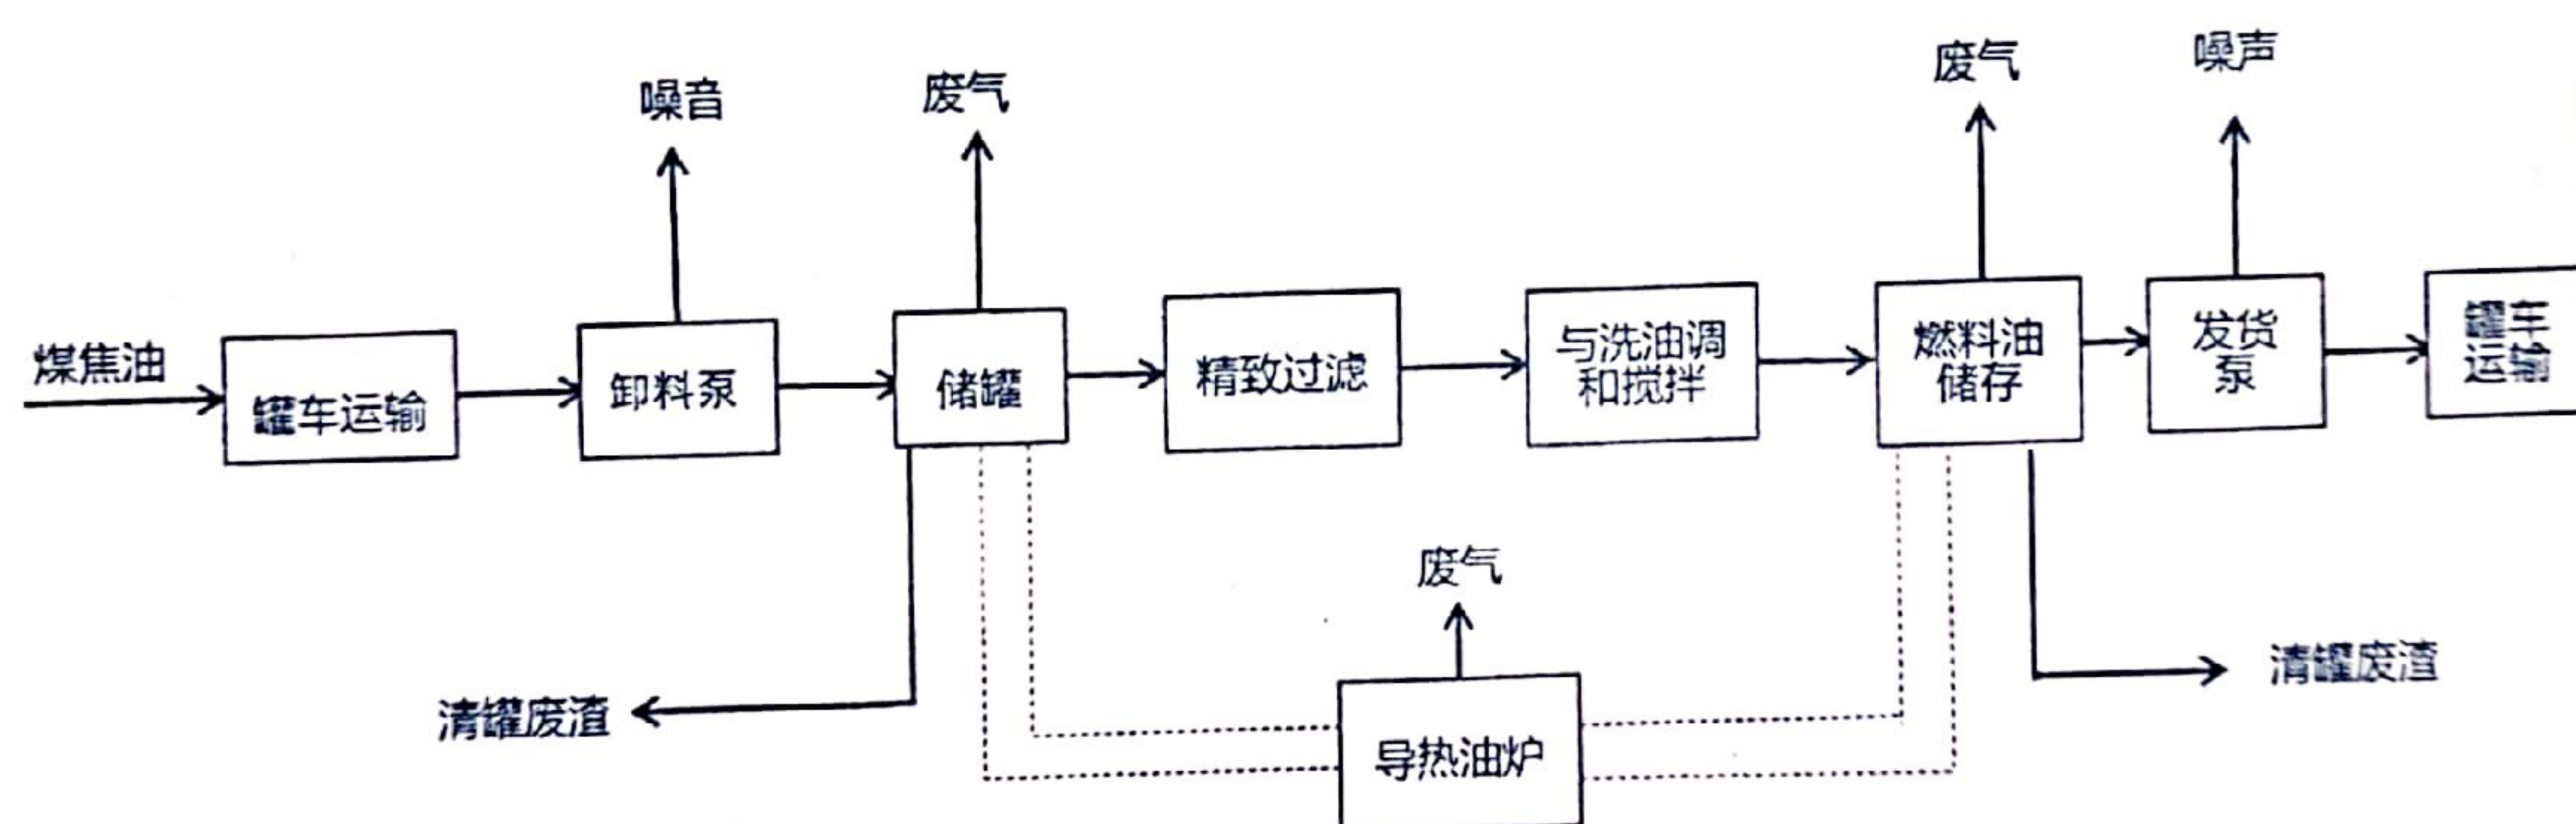 噪音
废气
废气
噪声
煤焦油
罐车运输
卸料泵
储罐
精致过滤
与洗油调
和搅拌
燃料油
储存
发货
泵
罐车
运输
废气
清罐废渣
导热油炉
清罐废渣